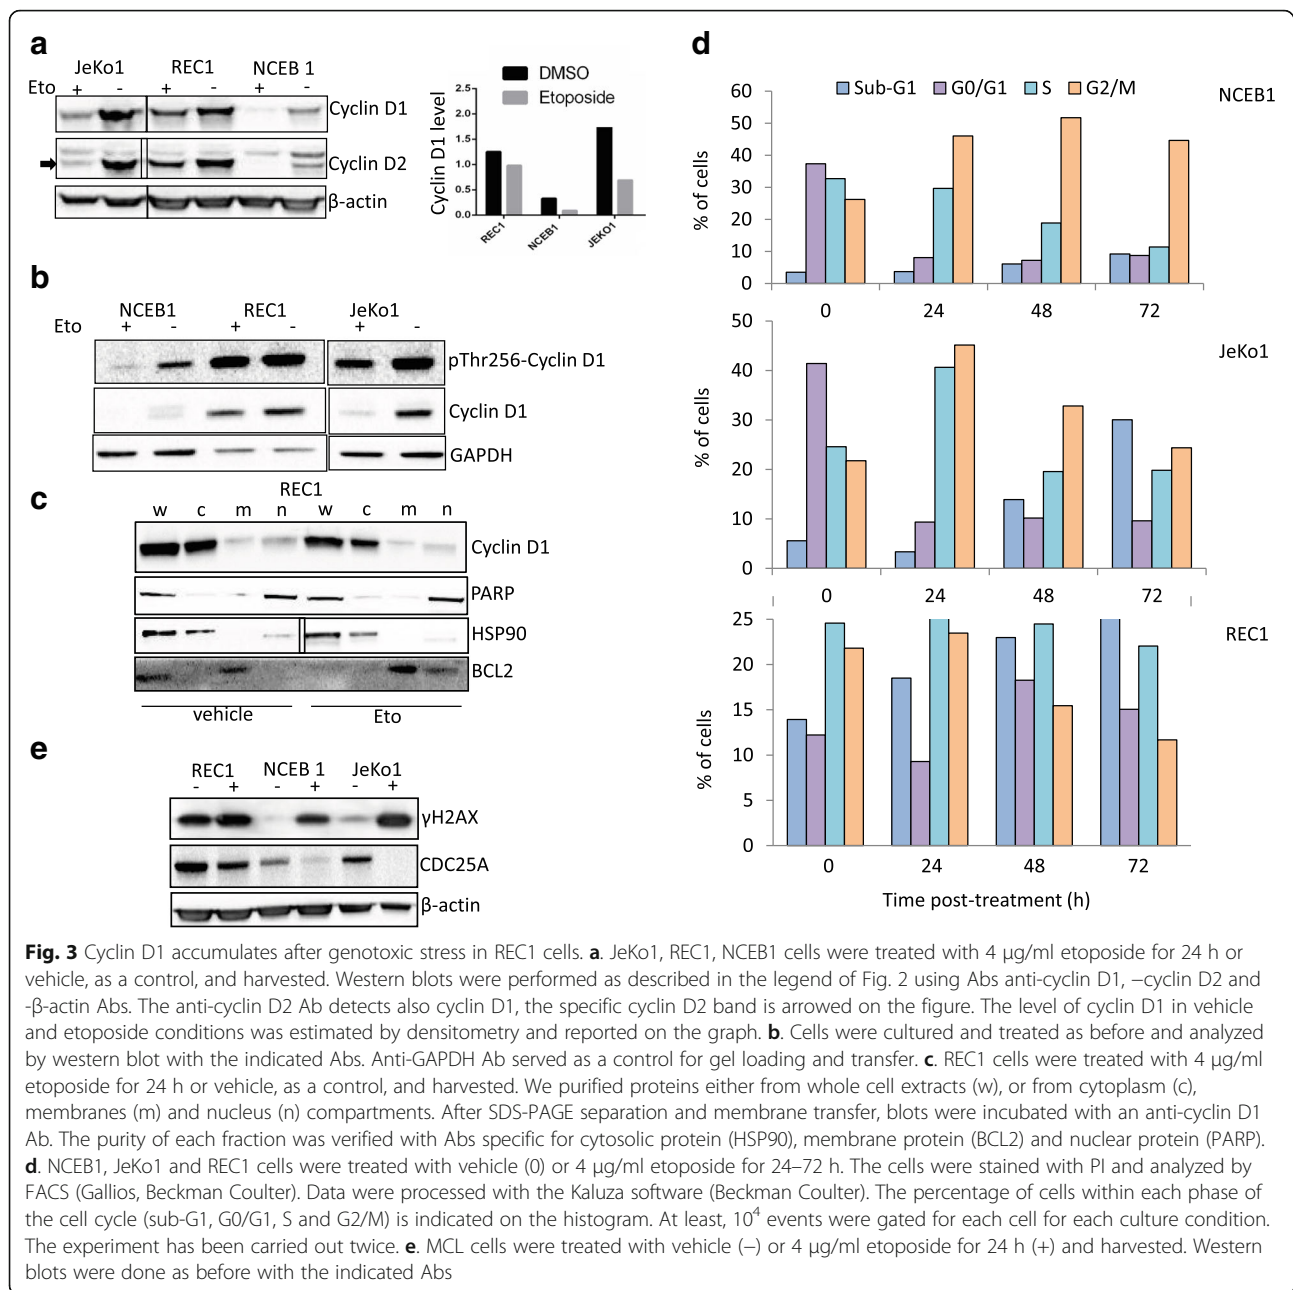 a
JeKo1 REC1 NCEB 1
Eto + - + - + -
Cyclin D1
Cyclin D2
β-actin
DMSO
Etoposide
Cyclin D1 level
2.5
2.0
1.5
1.0
0.5
0.0
REC1 NCEB1 JEKO1
b
NCEB1 REC1 JeKo1
Eto + - + - + -
pThr256-Cyclin D1
Cyclin D1
GAPDH
c
REC1
w c m n w c m n
Cyclin D1
PARP
HSP90
BCL2
vehicle Eto
e
REC1 NCEB 1 JeKo1
- + - + - +
γH2AX
CDC25A
β-actin
d
Sub-G1 G0/G1 S G2/M
NCEB1
% of cells
60
50
40
30
20
10
0
0 24 48 72
JeKo1
% of cells
50
40
30
20
10
0
0 24 48 72
REC1
% of cells
25
20
15
10
5
0
0 24 48 72
Time post-treatment (h)
Fig. 3 Cyclin D1 accumulates after genotoxic stress in REC1 cells. a. JeKo1, REC1, NCEB1 cells were treated with 4 μg/ml etoposide for 24 h or
vehicle, as a control, and harvested. Western blots were performed as described in the legend of Fig. 2 using Abs anti-cyclin D1, −cyclin D2 and
-β-actin Abs. The anti-cyclin D2 Ab detects also cyclin D1, the specific cyclin D2 band is arrowed on the figure. The level of cyclin D1 in vehicle
and etoposide conditions was estimated by densitometry and reported on the graph. b. Cells were cultured and treated as before and analyzed
by western blot with the indicated Abs. Anti-GAPDH Ab served as a control for gel loading and transfer. c. REC1 cells were treated with 4 μg/ml
etoposide for 24 h or vehicle, as a control, and harvested. We purified proteins either from whole cell extracts (w), or from cytoplasm (c),
membranes (m) and nucleus (n) compartments. After SDS-PAGE separation and membrane transfer, blots were incubated with an anti-cyclin D1
Ab. The purity of each fraction was verified with Abs specific for cytosolic protein (HSP90), membrane protein (BCL2) and nuclear protein (PARP).
d. NCEB1, JeKo1 and REC1 cells were treated with vehicle (0) or 4 μg/ml etoposide for 24–72 h. The cells were stained with PI and analyzed by
FACS (Gallios, Beckman Coulter). Data were processed with the Kaluza software (Beckman Coulter). The percentage of cells within each phase of
the cell cycle (sub-G1, G0/G1, S and G2/M) is indicated on the histogram. At least, 10⁴ events were gated for each cell for each culture condition.
The experiment has been carried out twice. e. MCL cells were treated with vehicle (−) or 4 μg/ml etoposide for 24 h (+) and harvested. Western
blots were done as before with the indicated Abs